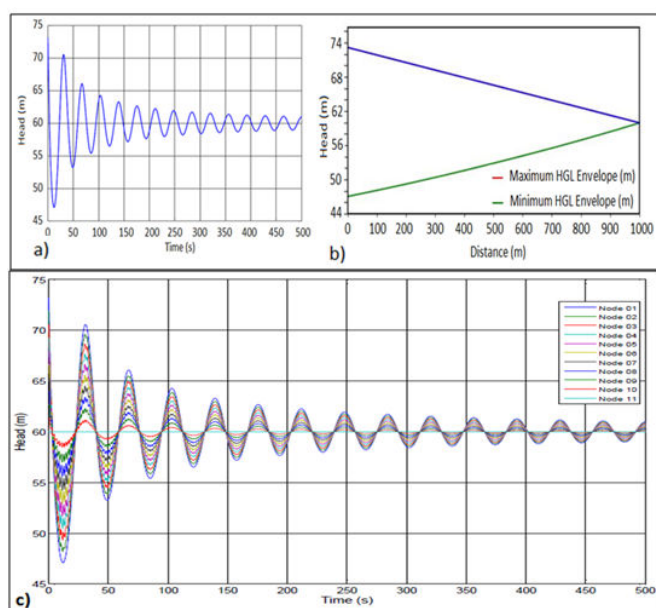 75
70
65
60
55
50
45
Head (m)
0 50 100 150 200 250 300 350 400 450 500
Time (s)
a)
74
68
62
56
50
44
Head (m)
Maximum HGL Envelope (m)
Minimum HGL Envelope (m)
0 100 200 300 400 500 600 700 800 900 1000
Distance (m)
b)
75
70
65
60
55
50
45
Head (m)
Node 01
Node 02
Node 03
Node 04
Node 05
Node 06
Node 07
Node 08
Node 09
Node 10
Node 11
0 50 100 150 200 250 300 350 400 450 500
Time (s)
c)